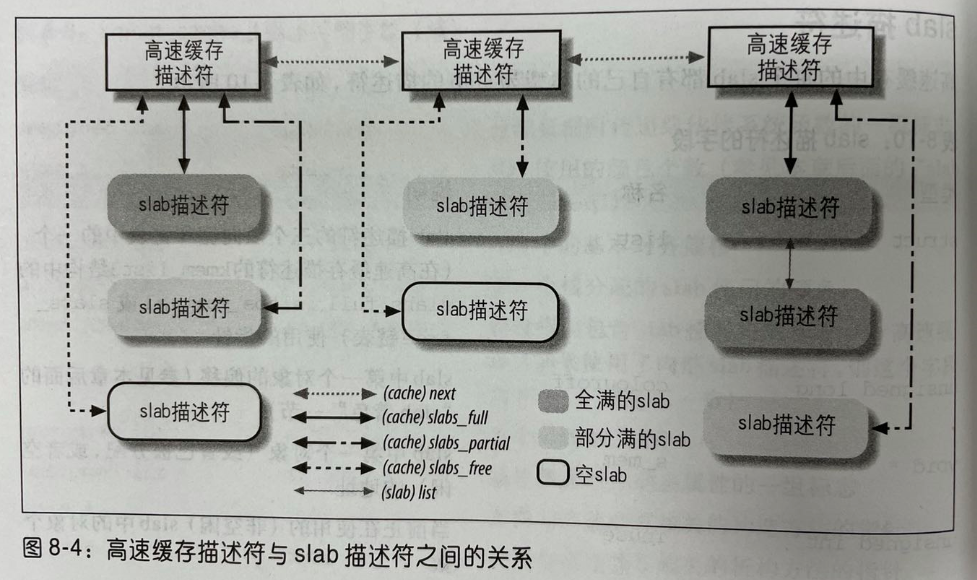 高速缓存
描述符
高速缓存
描述符
高速缓存
描述符
slab描述符
slab描述符
slab描述符
slab描述符
slab描述符
slab描述符
slab描述符
slab描述符
(cache) next
(cache) slabs_full
(cache) slabs_partial
(cache) slabs_free
(slab) list
全满的slab
部分满的slab
空slab
图 8-4：高速缓存描述符与 slab 描述符之间的关系